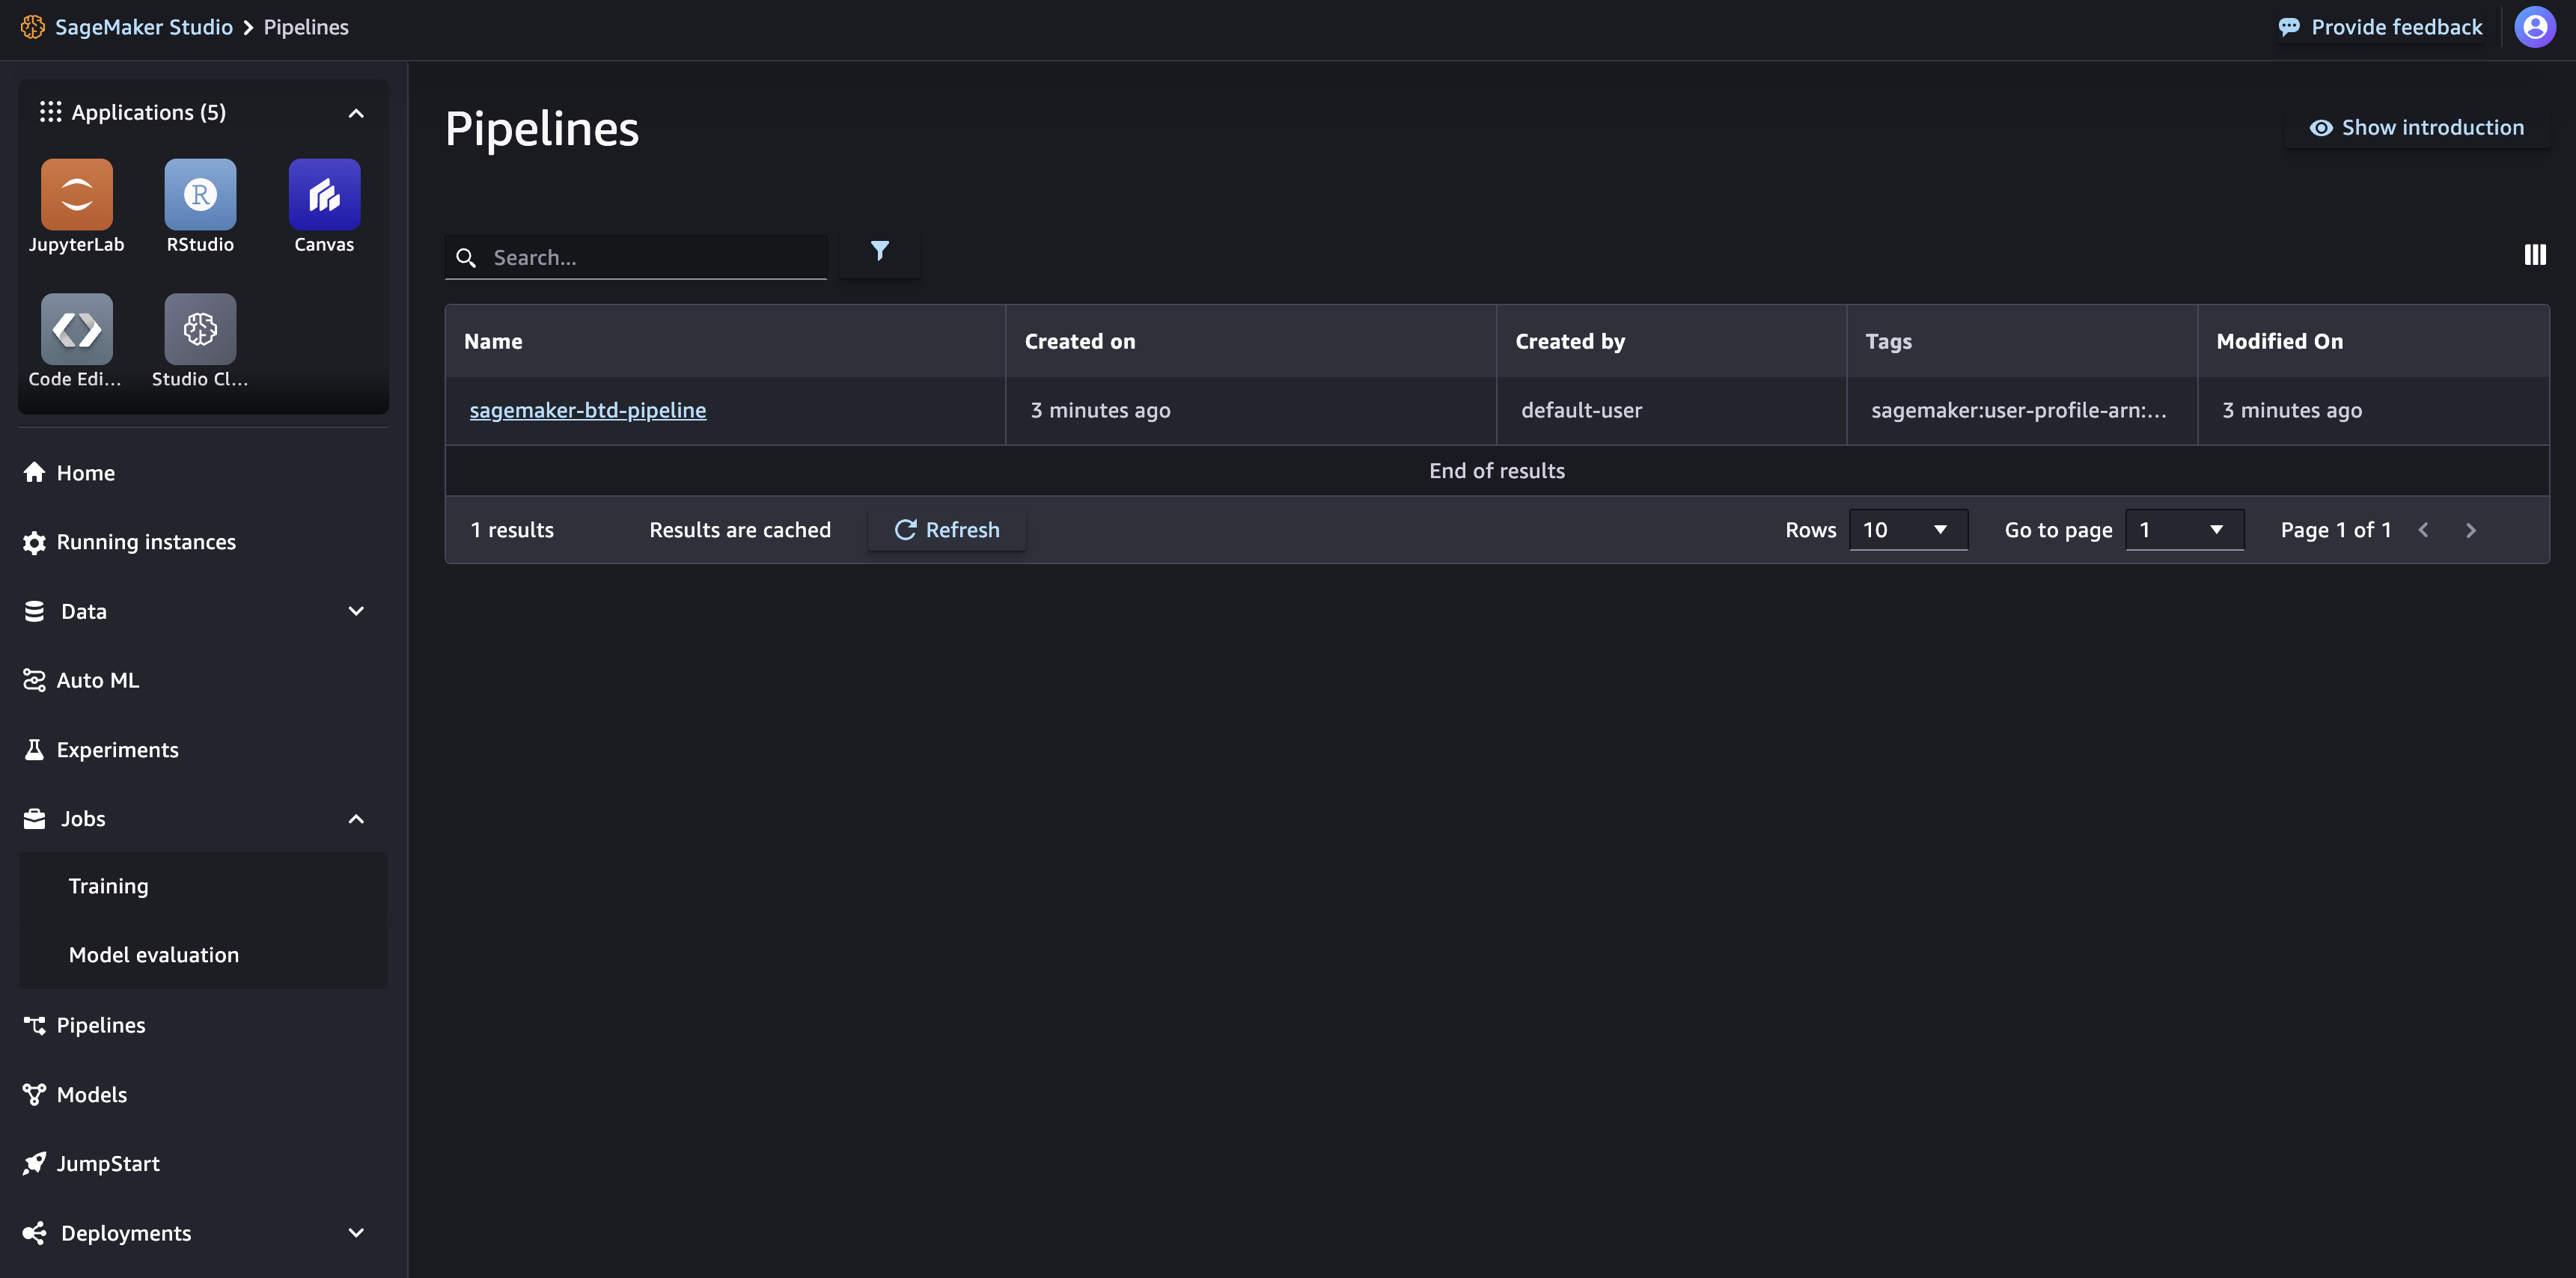 SageMaker Studio > Pipelines
Provide feedback
Applications (5)
JupyterLab
RStudio
Canvas
Code Edi...
Studio Cl...
Home
Running instances
Data
Auto ML
Experiments
Jobs
Training
Model evaluation
Pipelines
Models
JumpStart
Deployments
Pipelines
Show introduction
Search...
Name Created on Created by Tags Modified On
sagemaker-btd-pipeline 3 minutes ago default-user sagemaker:user-profile-arn:... 3 minutes ago
End of results
1 results Results are cached Refresh Rows 10 Go to page 1 Page 1 of 1